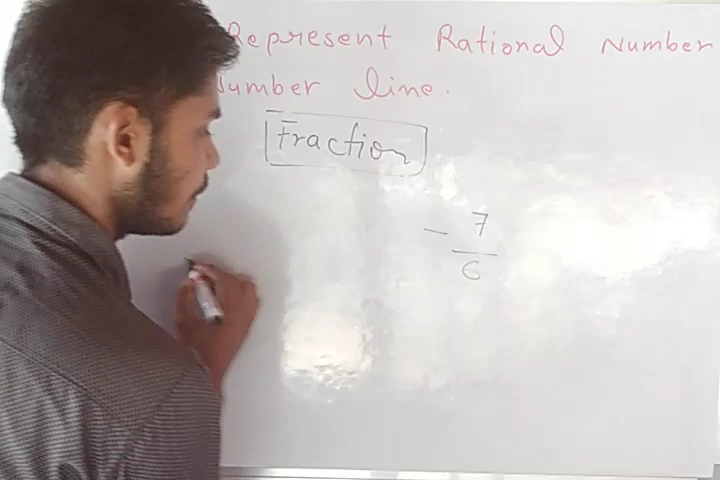 Represent Rational Number
Number line.
Fraction
- 7
6